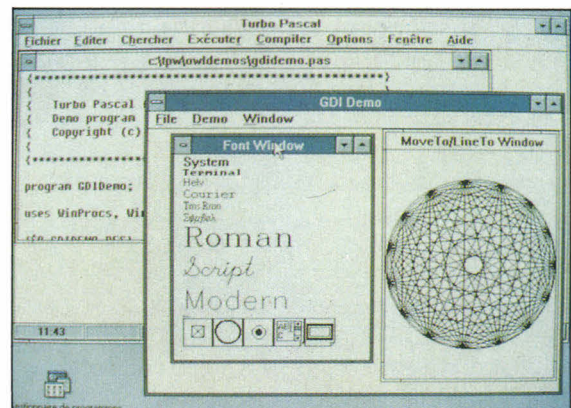 Turbo Pascal
Fichier Editer Chercher Exécuter Compiler Options Fenêtre Aide
c:\tpw\owldemos\gdidemo.pas
{************************************************}
{
{ Turbo Pascal
{ Demo program
{ Copyright (c)
{
{************
program GDIDemo;
uses WinProcs, Wi
11:43
GDI Demo
File Demo Window
Font Window
System
Terminal
Helv
Courier
Tms Rmn
Σψμβολ
Roman
Script
Modern
MoveTo/LineTo Window